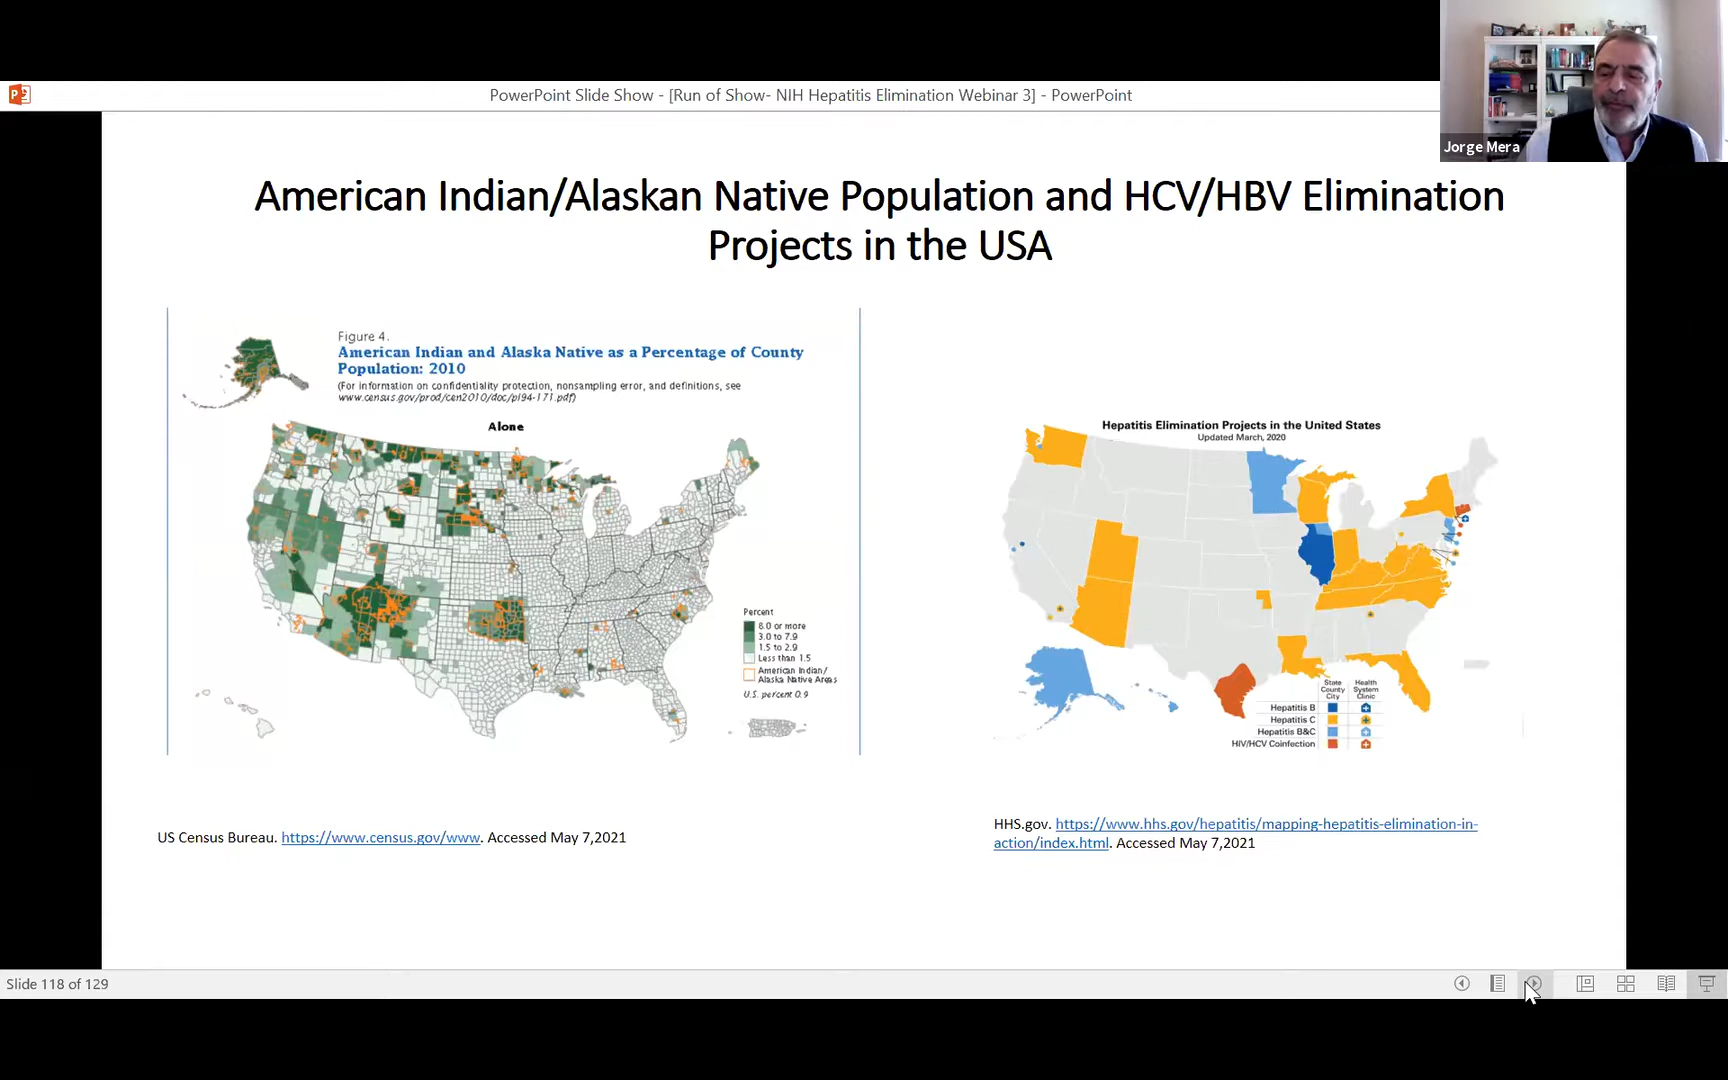 PowerPoint Slide Show - [Run of Show- NIH Hepatitis Elimination Webinar 3] - PowerPoint
Jorge Mera
American Indian/Alaskan Native Population and HCV/HBV Elimination
Projects in the USA
Figure 4.
American Indian and Alaska Native as a Percentage of County
Population: 2010
(For information on confidentiality protection, nonsampling error, and definitions, see
www.census.gov/prod/cen2010/doc/pl94-171.pdf)
Alone
Percent
8.0 or more
3.0 to 7.9
1.5 to 2.9
Less than 1.5
American Indian/
Alaska Native Areas
U.S. percent 0.9
Hepatitis Elimination Projects in the United States
Updated March, 2020
State
County
City
Health
System
Clinic
Hepatitis B
Hepatitis C
Hepatitis B&C
HIV/HCV Coinfection
US Census Bureau. https://www.census.gov/www. Accessed May 7,2021
HHS.gov. https://www.hhs.gov/hepatitis/mapping-hepatitis-elimination-in-
action/index.html. Accessed May 7,2021
Slide 118 of 129